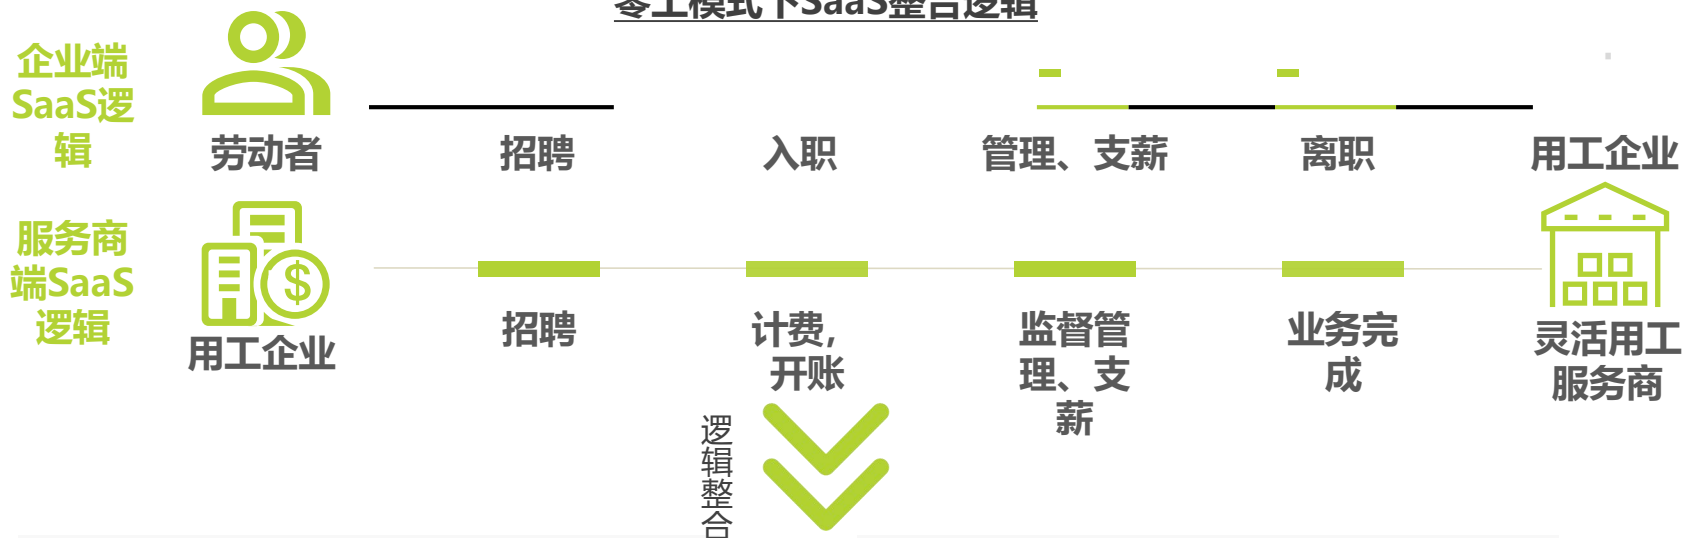 零工模式下SaaS整合逻辑
企业端
SaaS逻
辑
劳动者
招聘
入职
管理、支薪
离职
用工企业
服务商
端SaaS
逻辑
用工企业
招聘
计费，
开账
监督管
理、支
薪
业务完
成
灵活用工
服务商
逻辑整合